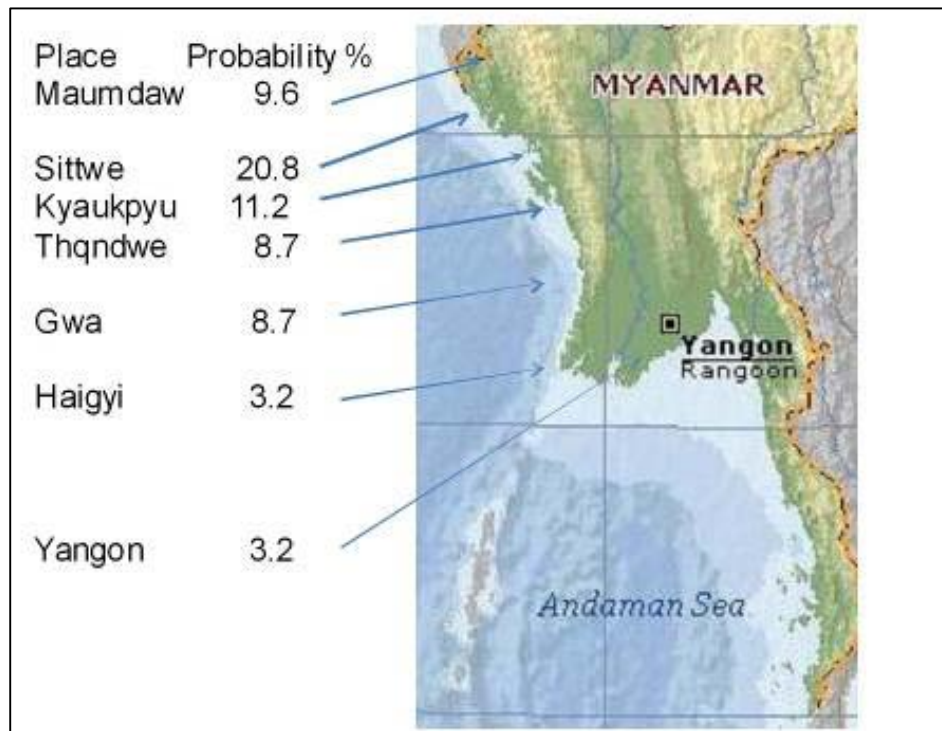 Place Probability %
Maumdaw 9.6
Sittwe 20.8
Kyaukpyu 11.2
Thqndwe 8.7
Gwa 8.7
Haigyi 3.2
Yangon 3.2
MYANMAR
Yangon
Rangoon
Andaman Sea